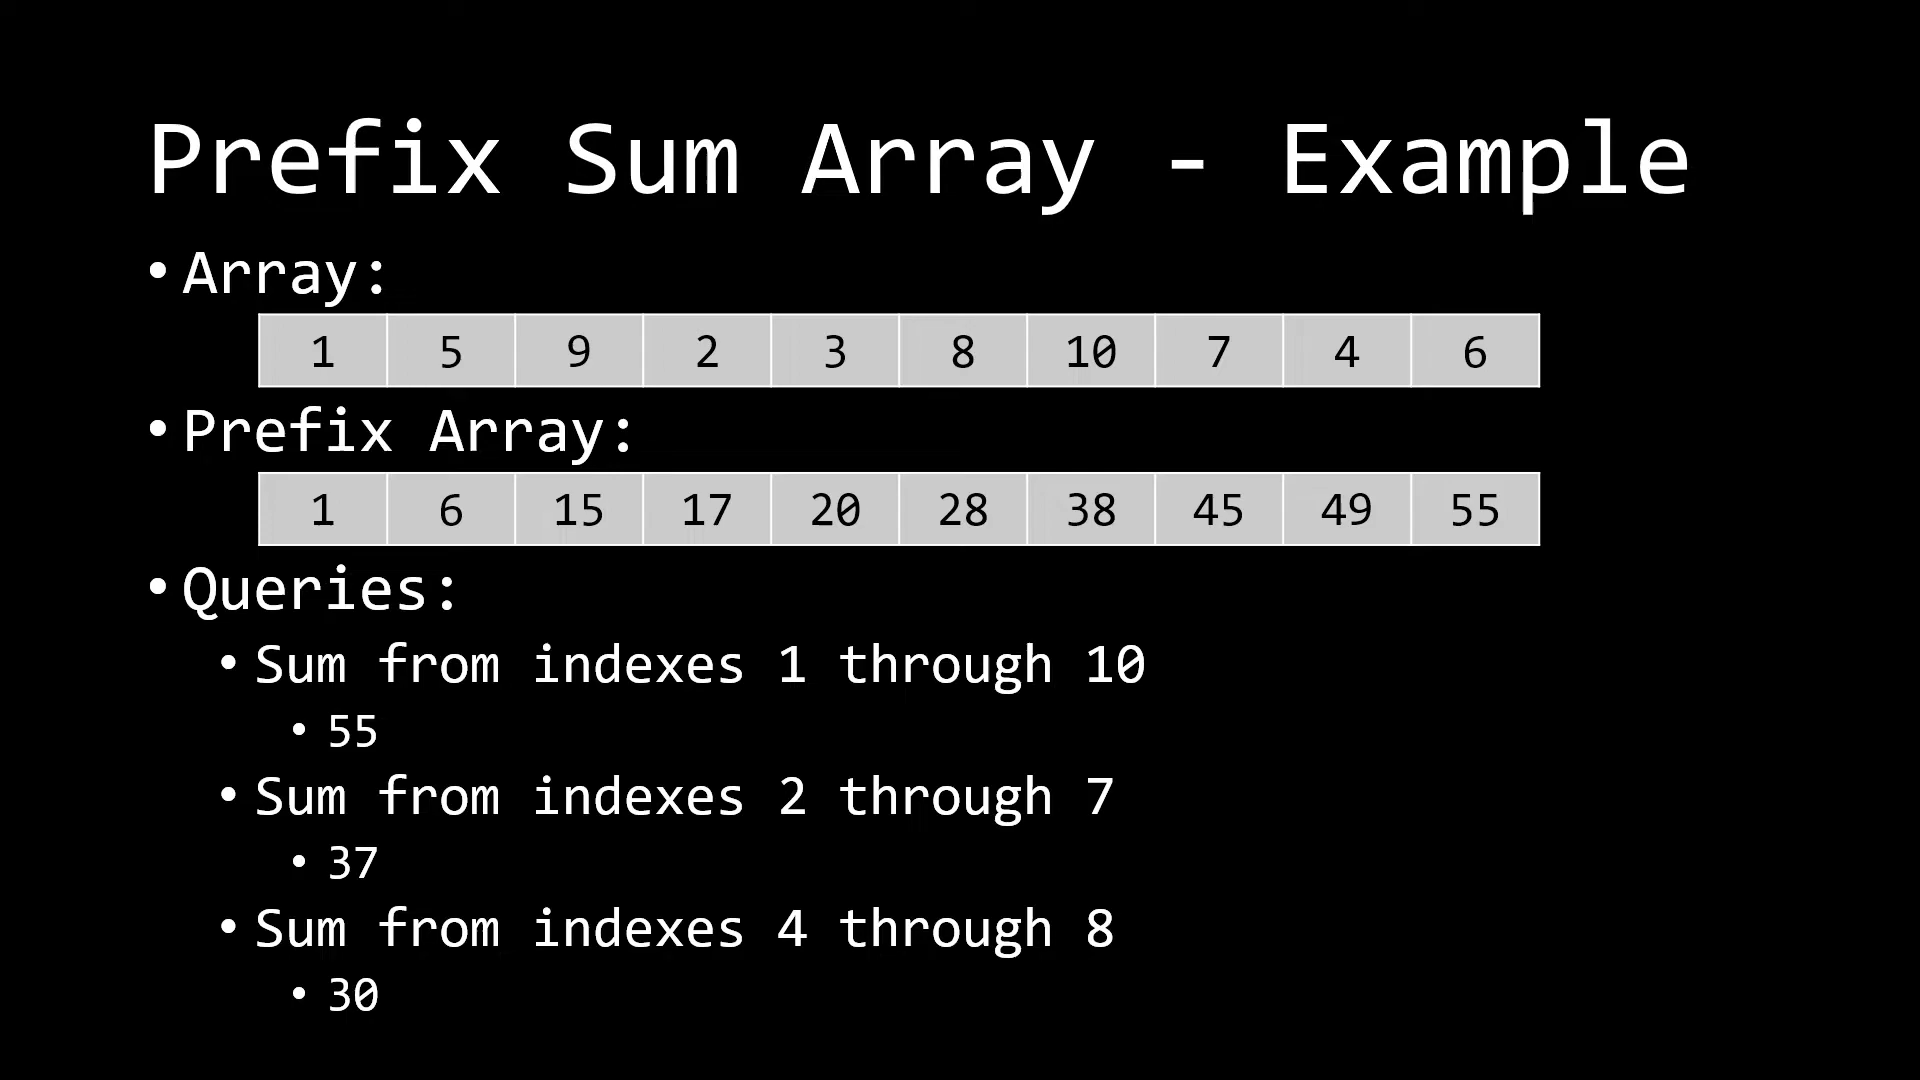 Prefix Sum Array - Example
• Array:
1 5 9 2 3 8 10 7 4 6
• Prefix Array:
1 6 15 17 20 28 38 45 49 55
• Queries:
• Sum from indexes 1 through 10
• 55
• Sum from indexes 2 through 7
• 37
• Sum from indexes 4 through 8
• 30